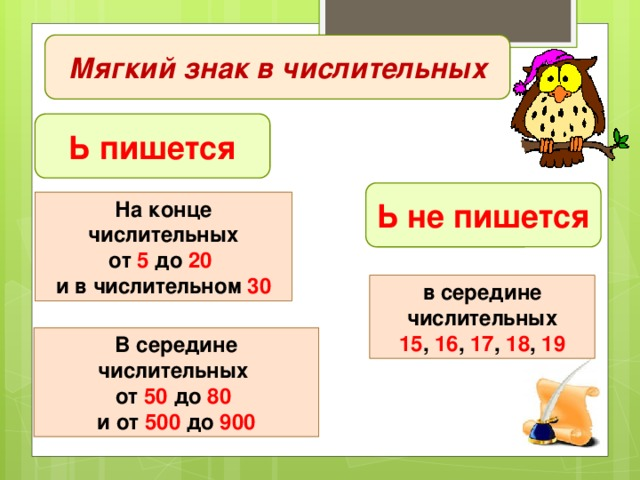 Мягкий знак в числительных
Ь пишется
На конце
числительных
от 5 до 20
и в числительном 30
В середине
числительных
от 50 до 80
и от 500 до 900
Ь не пишется
в середине
числительных
15, 16, 17, 18, 19